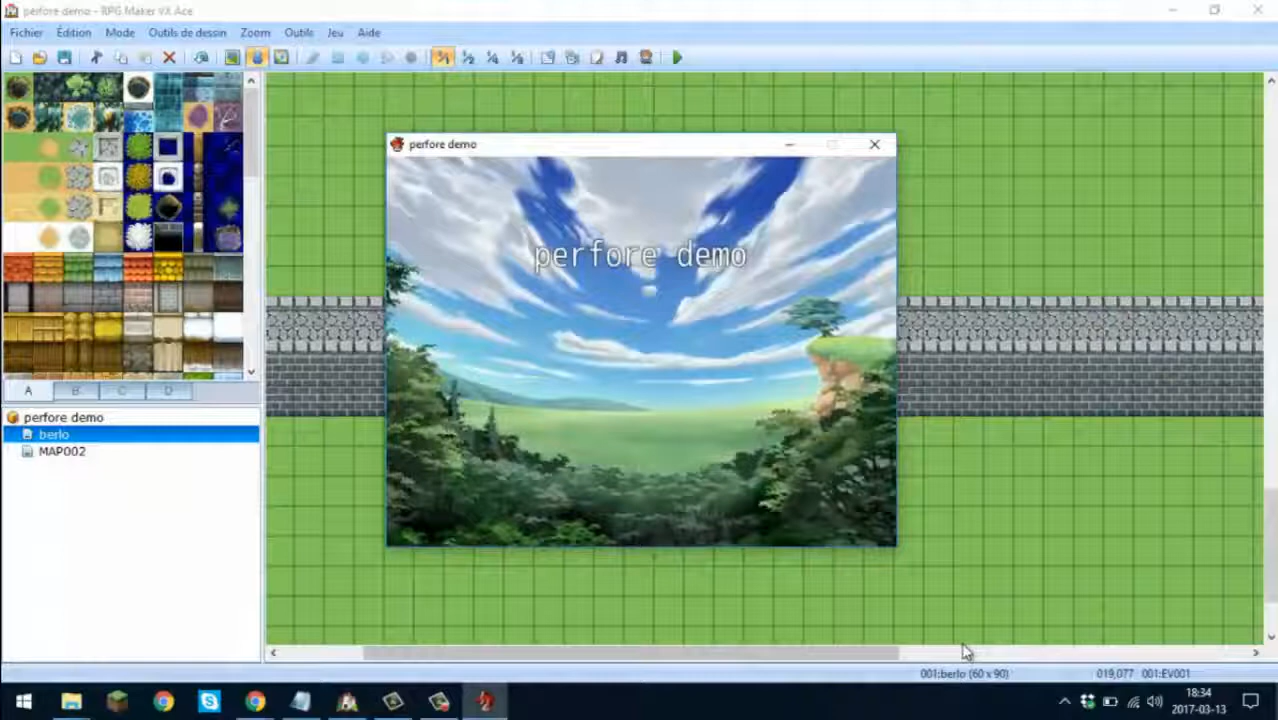 perfore demo - RPG Maker VX Ace
Fichier Édition Mode Outils de dessin Zoom Outils Jeu Aide
perfore demo
perfore demo
A B C D
perfore demo
berlo
MAP002
001:berlo (60 x 90) 019,077 001:EV001
18:34
2017-03-13